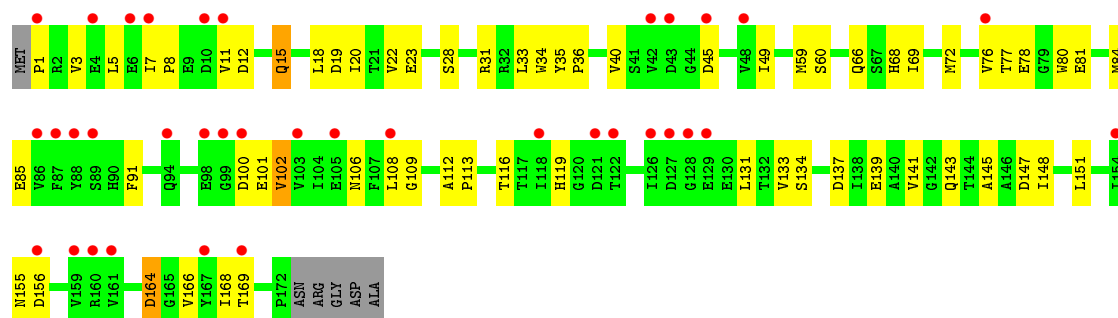 MET P1 R2 V3 E4 L5 E6 I7 P8 E9 D10 V11 D12 Q15 L18 D19 I20 T21 V22 E23 S28 R31 R32 L33 W34 Y35 P36 V40 S41 V42 D43 G44 D45 V48 I49 M59 S60 Q66 S67 H68 I69 M72 V76 T77 E78 G79 W80 E81 M84
E85 V86 F87 Y88 S89 H90 F91 Q94 E98 G99 D100 E101 V102 V103 I104 E105 N106 F107 L108 G109 A112 P113 T116 T117 I118 H119 G120 D121 T122 I126 D127 G128 E129 E130 L131 T132 V133 S134 D137 I138 E139 A140 V141 G142 Q143 T144 A145 A146 D147 I148 L151 I154
N155 D156 V159 R160 V161 D164 G165 V166 Y167 I168 T169 P172 ASN ARG GLY ASP ALA